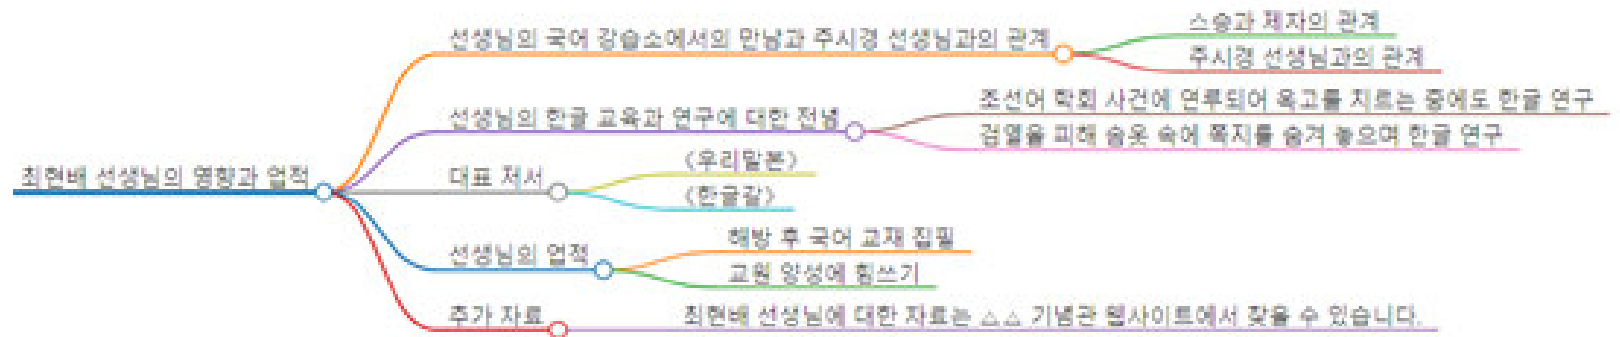 최현배 선생님의 영향과 업적
선생님의 국어 강습소에서의 만남과 주시경 선생님과의 관계
스승과 제자의 관계
주시경 선생님과의 관계
선생님의 한글 교육과 연구에 대한 전념
조선어 학회 사건에 연루되어 옥고를 치르는 중에도 한글 연구
검열을 피해 솜옷 속에 쪽지를 숨겨 놓으며 한글 연구
대표 저서
<우리말본>
<한글갈>
선생님의 업적
해방 후 국어 교재 집필
교원 양성에 힘쓰기
추가 자료
최현배 선생님에 대한 자료는 △△ 기념관 웹사이트에서 찾을 수 있습니다.